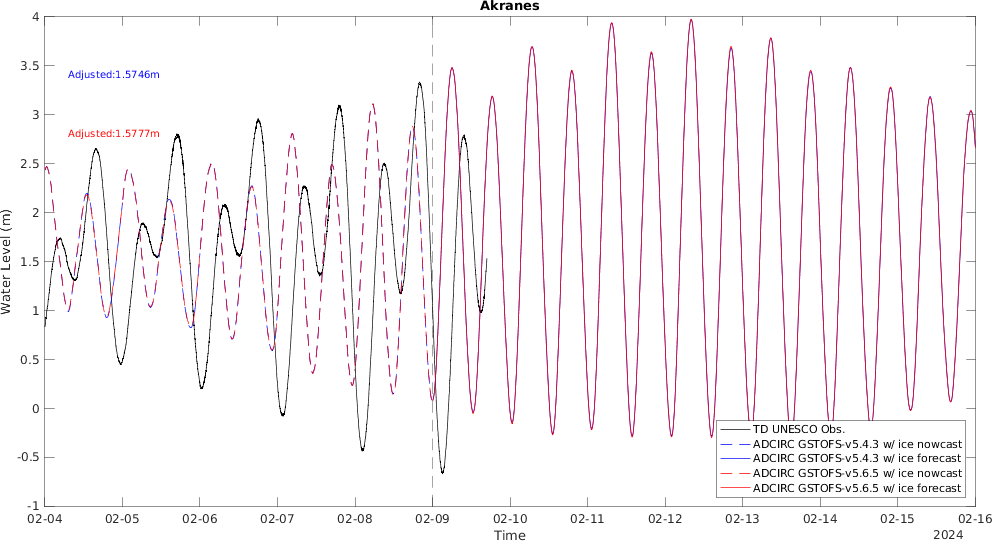 Akranes
Water Level (m)
4
3.5
3
2.5
2
1.5
1
0.5
0
-0.5
-1
Adjusted:1.5746m
Adjusted:1.5777m
TD UNESCO Obs.
ADCIRC GSTOFS-v5.4.3 w/ ice nowcast
ADCIRC GSTOFS-v5.4.3 w/ ice forecast
ADCIRC GSTOFS-v5.6.5 w/ ice nowcast
ADCIRC GSTOFS-v5.6.5 w/ ice forecast
02-04 02-05 02-06 02-07 02-08 02-09 02-10 02-11 02-12 02-13 02-14 02-15 02-16
Time
2024